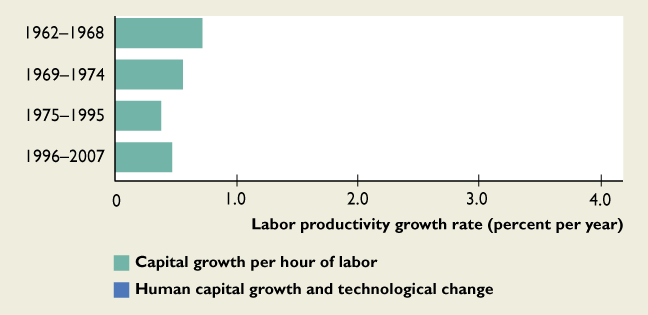 1962–1968
1969–1974
1975–1995
1996–2007
0 1.0 2.0 3.0 4.0
Labor productivity growth rate (percent per year)
Capital growth per hour of labor
Human capital growth and technological change